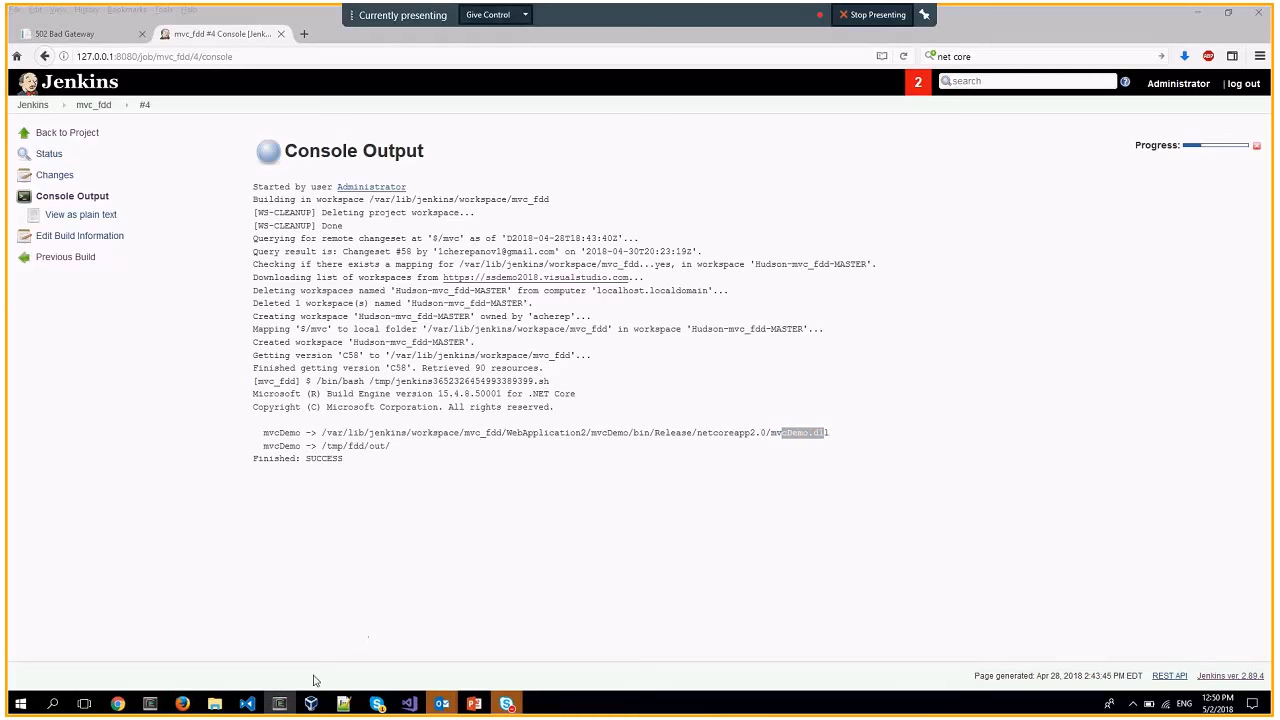 File Edit View History Bookmarks Tools Help
Currently presenting
Give Control
Stop Presenting
502 Bad Gateway
mvc_fdd #4 Console [Jenk...
127.0.0.1:8080/job/mvc_fdd/4/console
net core
Jenkins
2
search
Administrator
log out
Jenkins
mvc_fdd
#4
Back to Project
Status
Changes
Console Output
View as plain text
Edit Build Information
Previous Build
Console Output
Progress:
Started by user Administrator
Building in workspace /var/lib/jenkins/workspace/mvc_fdd
[WS-CLEANUP] Deleting project workspace...
[WS-CLEANUP] Done
Querying for remote changeset at '$/mvc' as of 'D2018-04-28T18:43:40Z'...
Query result is: Changeset #58 by '1cherepanov1@gmail.com' on '2018-04-30T20:23:19Z'.
Checking if there exists a mapping for /var/lib/jenkins/workspace/mvc_fdd...yes, in workspace 'Hudson-mvc_fdd-MASTER'.
Downloading list of workspaces from https://ssdemo2018.visualstudio.com...
Deleting workspaces named 'Hudson-mvc_fdd-MASTER' from computer 'localhost.localdomain'...
Deleted 1 workspace(s) named 'Hudson-mvc_fdd-MASTER'.
Creating workspace 'Hudson-mvc_fdd-MASTER' owned by 'acherep'...
Mapping '$/mvc' to local folder '/var/lib/jenkins/workspace/mvc_fdd' in workspace 'Hudson-mvc_fdd-MASTER'...
Created workspace 'Hudson-mvc_fdd-MASTER'.
Getting version 'C58' to '/var/lib/jenkins/workspace/mvc_fdd'...
Finished getting version 'C58'. Retrieved 90 resources.
[mvc_fdd] $ /bin/bash /tmp/jenkins3652326454993389399.sh
Microsoft (R) Build Engine version 15.4.8.50001 for .NET Core
Copyright (C) Microsoft Corporation. All rights reserved.
mvcDemo -> /var/lib/jenkins/workspace/mvc_fdd/WebApplication2/mvcDemo/bin/Release/netcoreapp2.0/mvcDemo.dll
mvcDemo -> /tmp/fdd/out/
Finished: SUCCESS
Page generated: Apr 28, 2018 2:43:45 PM EDT
REST API
Jenkins ver. 2.89.4
ENG
12:50 PM
5/2/2018